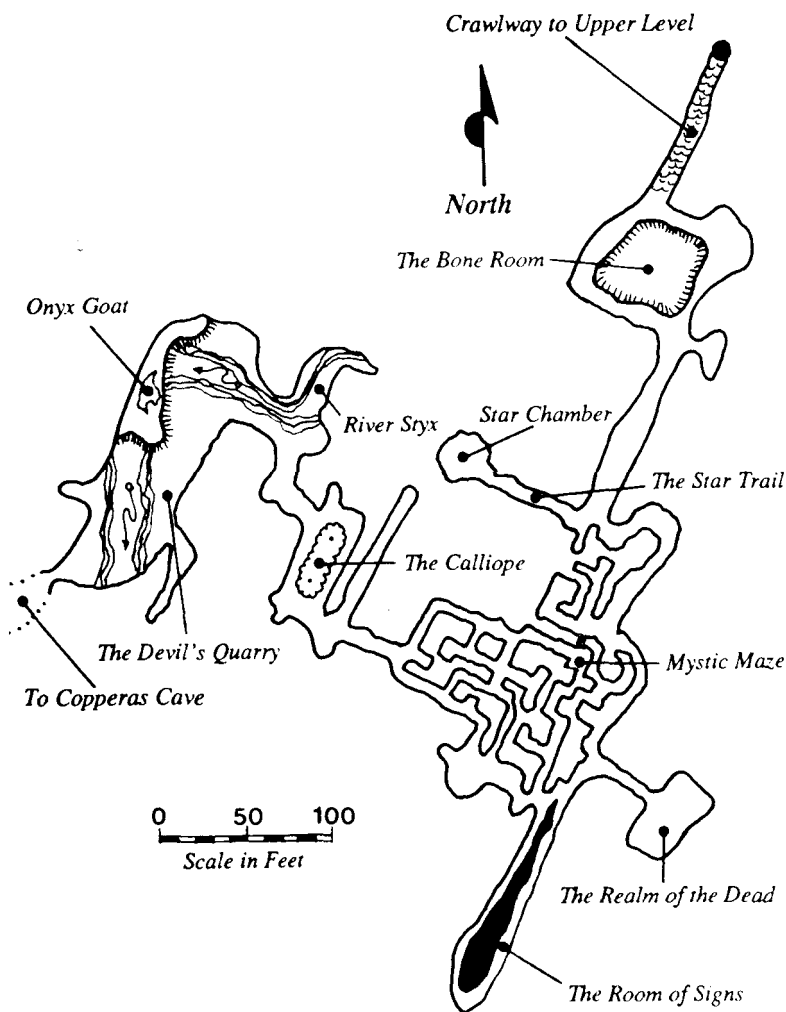 Crawlway to Upper Level
North
The Bone Room
Onyx Goat
River Styx
Star Chamber
The Star Trail
The Calliope
The Devil's Quarry
Mystic Maze
To Copperas Cave
0 50 100
Scale in Feet
The Realm of the Dead
The Room of Signs